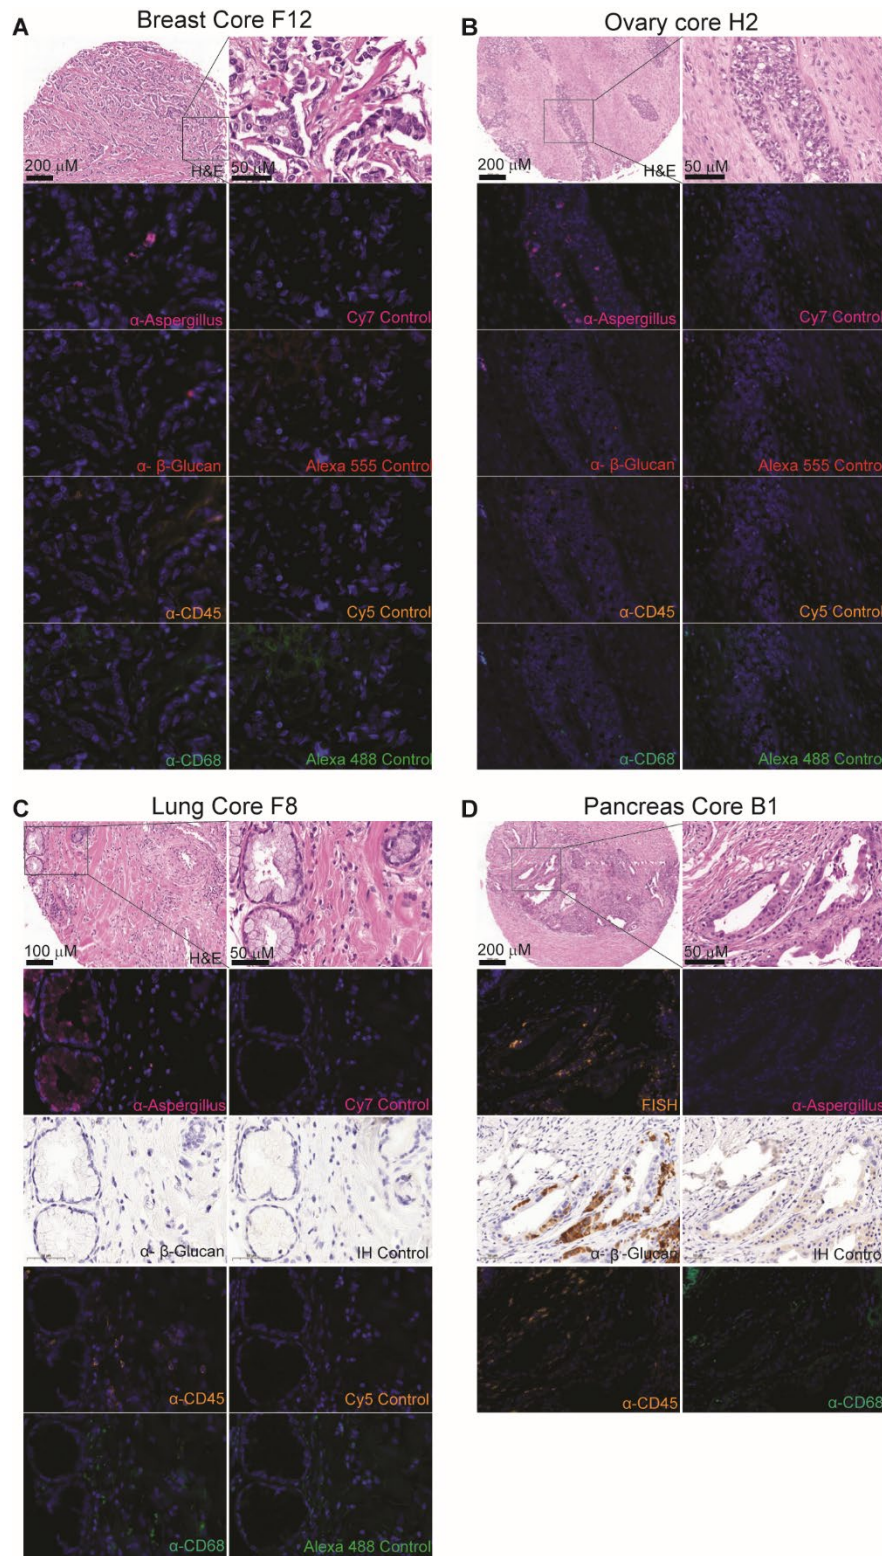 A
Breast Core F12
200 µM
H&E
50 µM
α-Aspergillus
Cy7 Control
α- β-Glucan
Alexa 555 Control
α-CD45
Cy5 Control
α-CD68
Alexa 488 Control
B
Ovary core H2
200 µM
H&E
50 µM
α-Aspergillus
Cy7 Control
α- β-Glucan
Alexa 555 Control
α-CD45
Cy5 Control
α-CD68
Alexa 488 Control
C
Lung Core F8
100 µM
H&E
50 µM
α-Aspergillus
Cy7 Control
α- β-Glucan
IH Control
α-CD45
Cy5 Control
α-CD68
Alexa 488 Control
D
Pancreas Core B1
200 µM
50 µM
FISH
α-Aspergillus
α- β-Glucan
IH Control
α-CD45
α-CD68